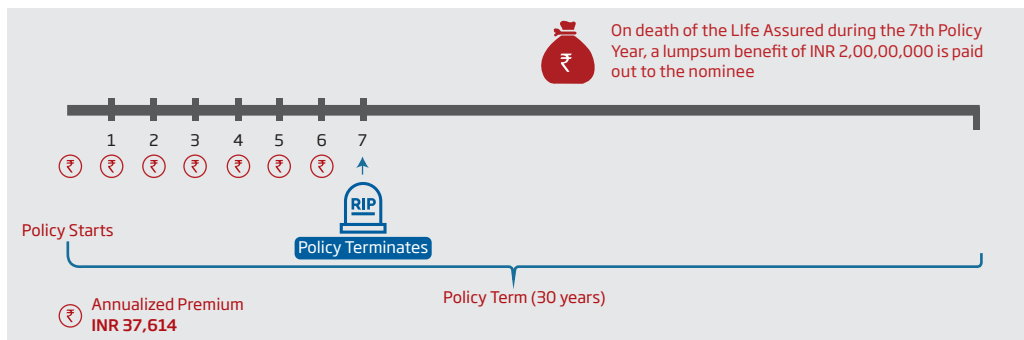 On death of the LIfe Assured during the 7th Policy
Year, a lumpsum benefit of INR 2,00,00,000 is paid
out to the nominee
₹
1 2 3 4 5 6 7
₹ ₹ ₹ ₹ ₹ ₹ ₹
RIP
Policy Starts
Policy Terminates
Policy Term (30 years)
₹ Annualized Premium
INR 37,614